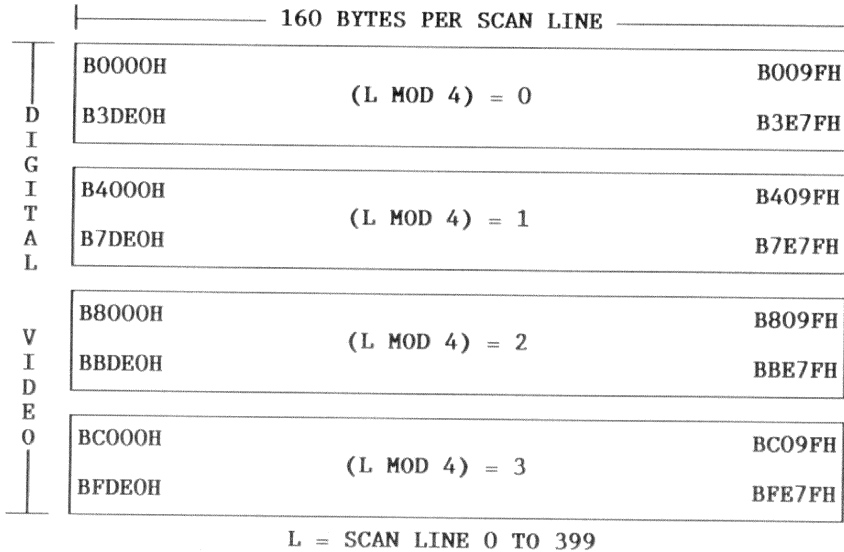 160 BYTES PER SCAN LINE
B0000H B009FH
(L MOD 4) = 0
B3DE0H B3E7FH
B4000H B409FH
(L MOD 4) = 1
B7DE0H B7E7FH
B8000H B809FH
(L MOD 4) = 2
BBDE0H BBE7FH
BC000H BC09FH
(L MOD 4) = 3
BFDE0H BFE7FH
DIGITAL VIDEO
L = SCAN LINE 0 TO 399